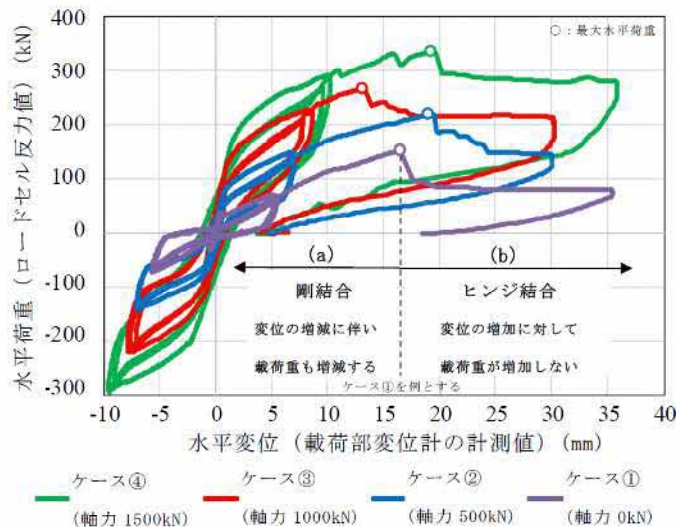 400
300
200
100
0
-100
-200
-300
水平荷重（ロードセル反力値）(kN)
○：最大水平荷重
(a)
(b)
剛結合
ヒンジ結合
変位の増減に伴い
変位の増加に対して
載荷重も増減する
載荷重が増加しない
ケース①を例とする
-10 -5 0 5 10 15 20 25 30 35 40
水平変位（載荷部変位計の計測値）(mm)
ケース④ ケース③ ケース② ケース①
(軸力 1500kN) (軸力 1000kN) (軸力 500kN) (軸力 0kN)